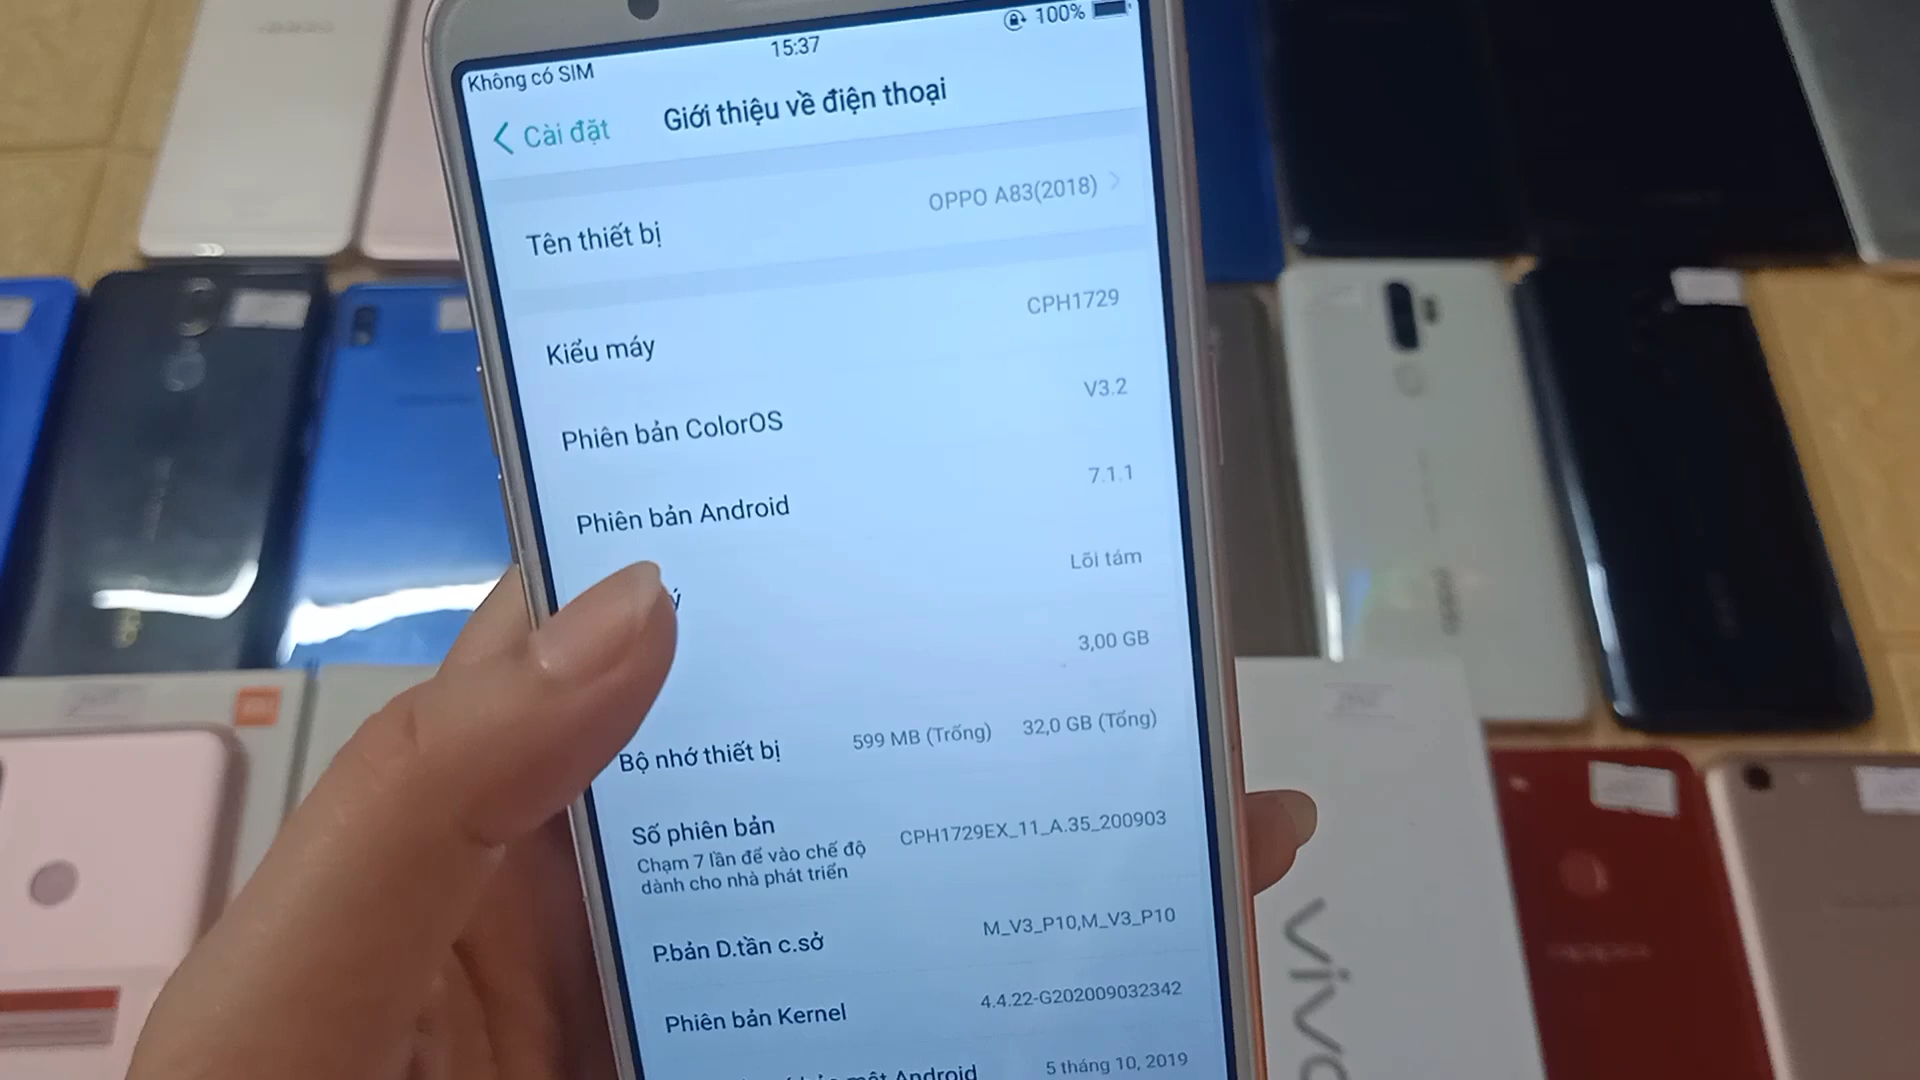 Không có SIM
15:37
100%
Cài đặt
Giới thiệu về điện thoại
Tên thiết bị
OPPO A83(2018)
Kiểu máy
CPH1729
Phiên bản ColorOS
V3.2
Phiên bản Android
7.1.1
Lõi tám
3,00 GB
Bộ nhớ thiết bị
599 MB (Trống)
32,0 GB (Tổng)
Số phiên bản
Chạm 7 lần để vào chế độ
dành cho nhà phát triển
CPH1729EX_11_A.35_200903
P.bản D.tần c.sở
M_V3_P10,M_V3_P10
Phiên bản Kernel
4.4.22-G202009032342
Android
5 tháng 10, 2019
vivo